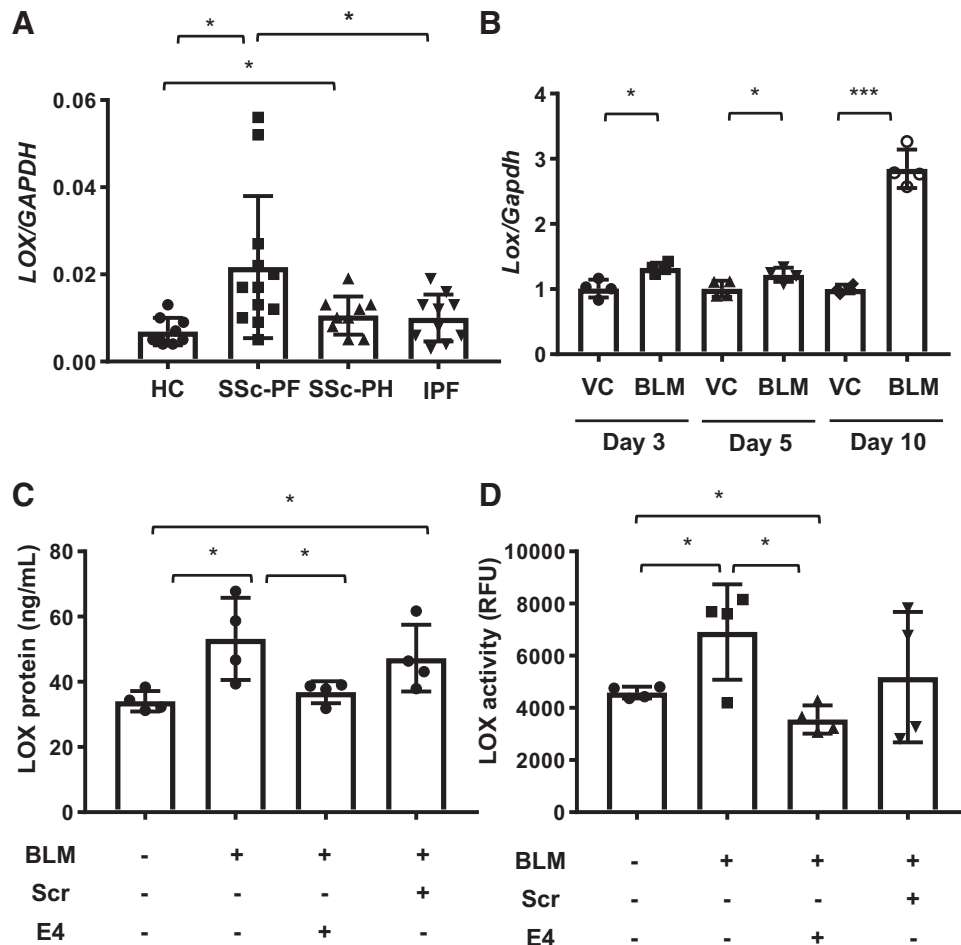 A
*
*
*
LOX/GAPDH
0.06
0.04
0.02
0.00
HC SSc-PF SSc-PH IPF
B
* * ***
Lox/Gapdh
4
3
2
1
0
VC BLM VC BLM VC BLM
Day 3 Day 5 Day 10
C
*
* *
LOX protein (ng/mL)
80
60
40
20
0
BLM - + + +
Scr - - - +
E4 - - + -
D
*
* *
LOX activity (RFU)
10000
8000
6000
4000
2000
0
BLM - + + +
Scr - - - +
E4 - - + -